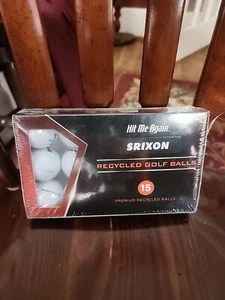 Hit Me Again
SRIXON
RECYCLED GOLF BALLS
15
PREMIUM RECYCLED BALLS